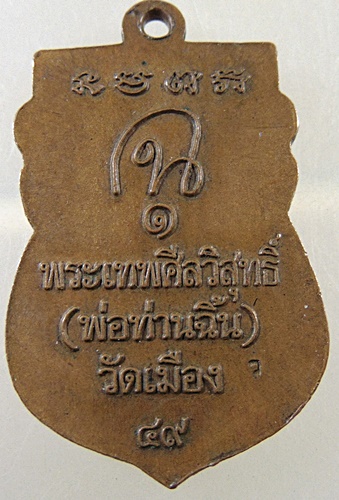 ๑
พระเทพศีลวิสุทธิ์
(พ่อท่านฉิ้น)
วัดเมือง ฯ
๔๙